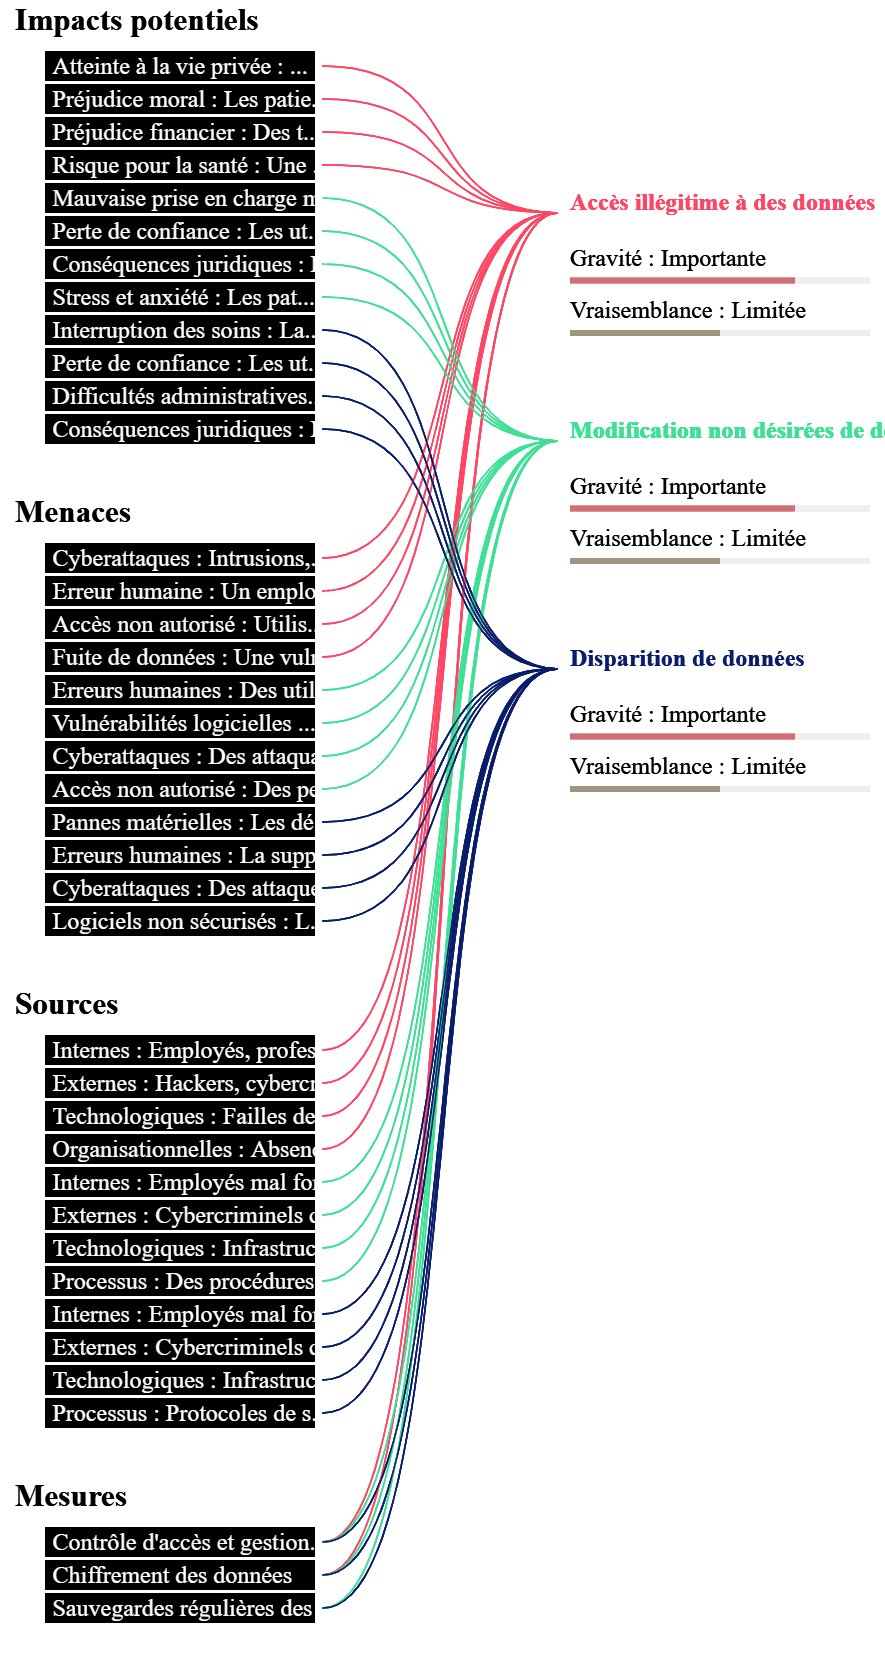 Impacts potentiels
Atteinte à la vie privée : ...
Préjudice moral : Les patie.
Préjudice financier : Des t..
Risque pour la santé : Une .
Mauvaise prise en charge
Perte de confiance : Les ut.
Conséquences juridiques :
Stress et anxiété : Les pat...
Interruption des soins : La..
Perte de confiance : Les ut.
Difficultés administratives..
Conséquences juridiques :
Menaces
Cyberattaques : Intrusions,.
Erreur humaine : Un emplo
Accès non autorisé : Utilis..
Fuite de données : Une vuln
Erreurs humaines : Des util
Vulnérabilités logicielles ...
Cyberattaques : Des attaqua
Accès non autorisé : Des pe
Pannes matérielles : Les dé
Erreurs humaines : La supp
Cyberattaques : Des attaque
Logiciels non sécurisés : L.
Sources
Internes : Employés, profes
Externes : Hackers, cybercr
Technologiques : Failles de
Organisationnelles : Absenc
Internes : Employés mal for
Externes : Cybercriminels
Technologiques : Infrastruc
Processus : Des procédures
Internes : Employés mal for
Externes : Cybercriminels
Technologiques : Infrastruc
Processus : Protocoles de s.
Mesures
Contrôle d'accès et gestion.
Chiffrement des données
Sauvegardes régulières des
Accès illégitime à des données
Gravité : Importante
Vraisemblance : Limitée
Modification non désirées de
Gravité : Importante
Vraisemblance : Limitée
Disparition de données
Gravité : Importante
Vraisemblance : Limitée